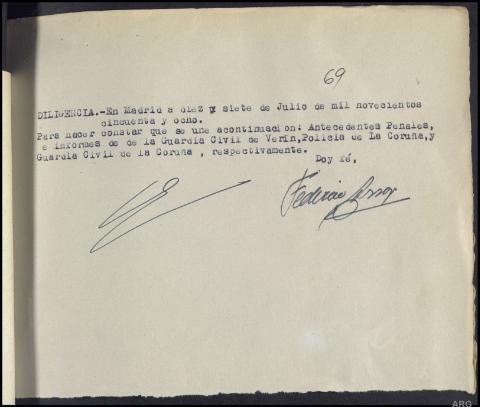 69
DILIGENCIA.-En Madrid a diez y siete de Julio de mil novecientos
cincuenta y ocho.
Para hacer constar que se une acontinuacion: Antecedentes Penales,
e informes de de la Guardia Civil de Verin,Policia de La Coruña,y
Guardia Civil de la Coruña , respectivamente.
Doy fé,
Federico
ARG